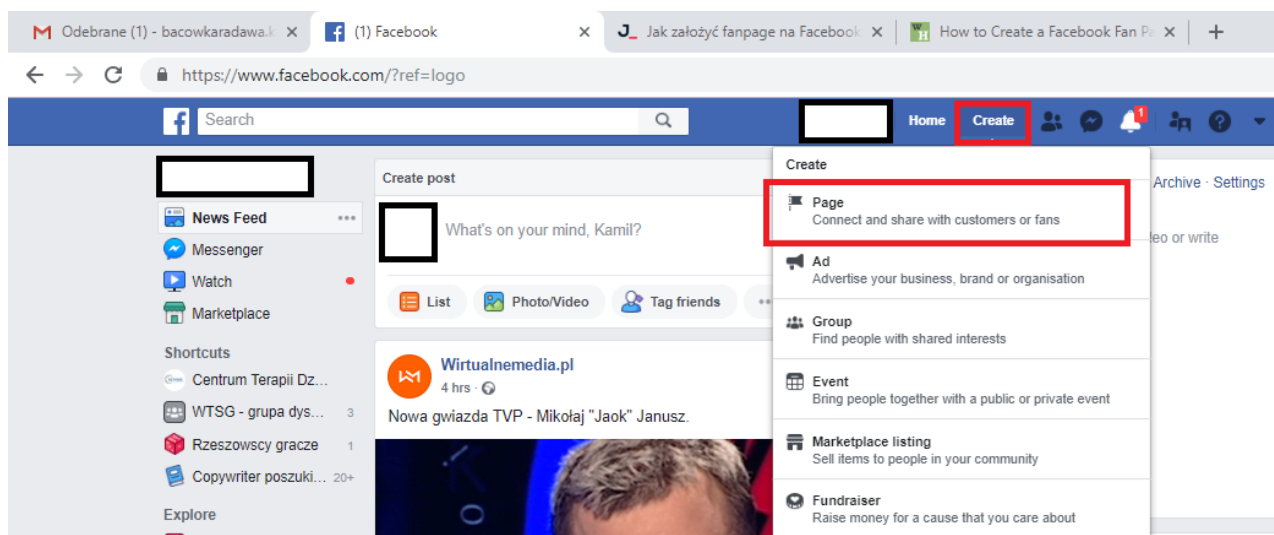 Odebrane (1) - bacowkaradawa.k
(1) Facebook
Jak założyć fanpage na Facebook
How to Create a Facebook Fan Pa
https://www.facebook.com/?ref=logo
Search
Home
Create
1
Create post
What's on your mind, Kamil?
List
Photo/Video
Tag friends
News Feed
Messenger
Watch
Marketplace
Shortcuts
Centrum Terapii Dz...
WTSG - grupa dys... 3
Rzeszowscy gracze 1
Copywriter poszuki... 20+
Explore
Wirtualnemedia.pl
4 hrs ·
Nowa gwiazda TVP - Mikołaj "Jaok" Janusz.
Create
Page
Connect and share with customers or fans
Ad
Advertise your business, brand or organisation
Group
Find people with shared interests
Event
Bring people together with a public or private event
Marketplace listing
Sell items to people in your community
Fundraiser
Raise money for a cause that you care about
Archive · Settings
or write